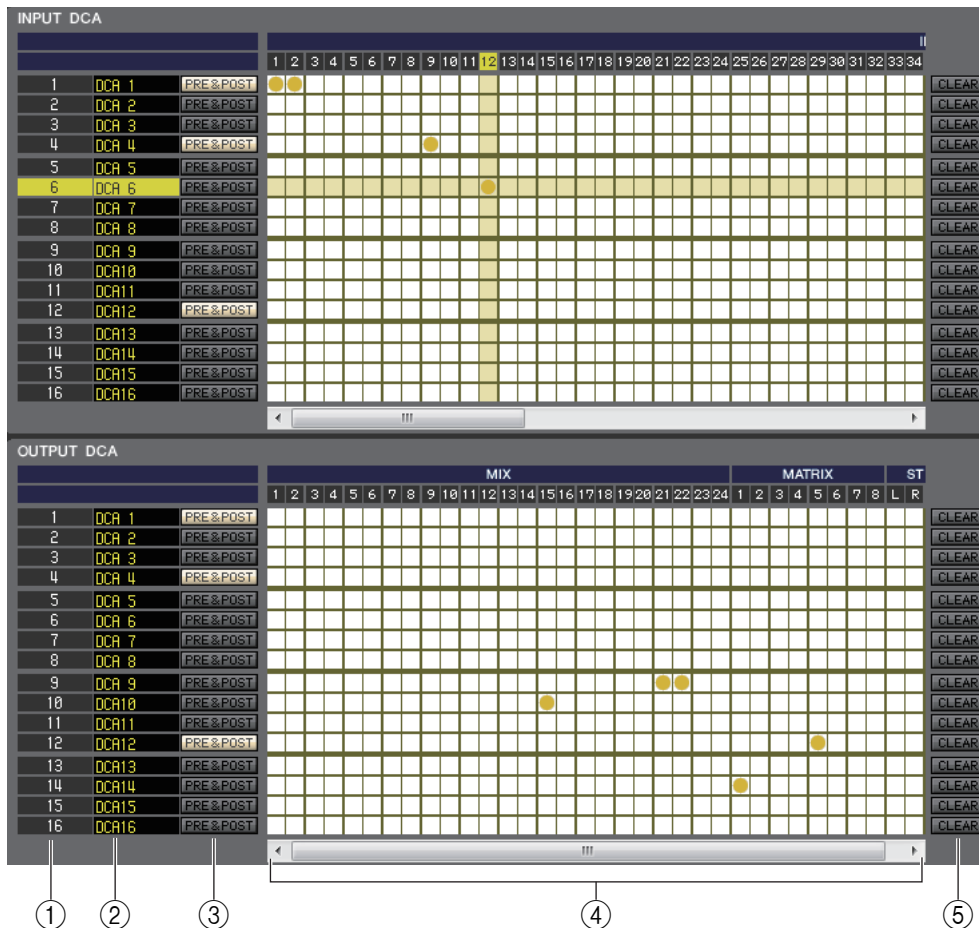 INPUT DCA
1 2 3 4 5 6 7 8 9 10 11 12 13 14 15 16 17 18 19 20 21 22 23 24 25 26 27 28 29 30 31 32 33 34
1 DCA 1 PRE&POST CLEAR
2 DCA 2 PRE&POST CLEAR
3 DCA 3 PRE&POST CLEAR
4 DCA 4 PRE&POST CLEAR
5 DCA 5 PRE&POST CLEAR
6 DCA 6 PRE&POST CLEAR
7 DCA 7 PRE&POST CLEAR
8 DCA 8 PRE&POST CLEAR
9 DCA 9 PRE&POST CLEAR
10 DCA10 PRE&POST CLEAR
11 DCA11 PRE&POST CLEAR
12 DCA12 PRE&POST CLEAR
13 DCA13 PRE&POST CLEAR
14 DCA14 PRE&POST CLEAR
15 DCA15 PRE&POST CLEAR
16 DCA16 PRE&POST CLEAR
OUTPUT DCA
MIX MATRIX ST
1 2 3 4 5 6 7 8 9 10 11 12 13 14 15 16 17 18 19 20 21 22 23 24 1 2 3 4 5 6 7 8 L R
1 DCA 1 PRE&POST CLEAR
2 DCA 2 PRE&POST CLEAR
3 DCA 3 PRE&POST CLEAR
4 DCA 4 PRE&POST CLEAR
5 DCA 5 PRE&POST CLEAR
6 DCA 6 PRE&POST CLEAR
7 DCA 7 PRE&POST CLEAR
8 DCA 8 PRE&POST CLEAR
9 DCA 9 PRE&POST CLEAR
10 DCA10 PRE&POST CLEAR
11 DCA11 PRE&POST CLEAR
12 DCA12 PRE&POST CLEAR
13 DCA13 PRE&POST CLEAR
14 DCA14 PRE&POST CLEAR
15 DCA15 PRE&POST CLEAR
16 DCA16 PRE&POST CLEAR
① ② ③ ④ ⑤